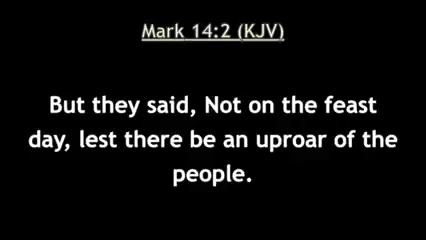 Mark 14:2 (KJV)
But they said, Not on the feast
day, lest there be an uproar of the
people.